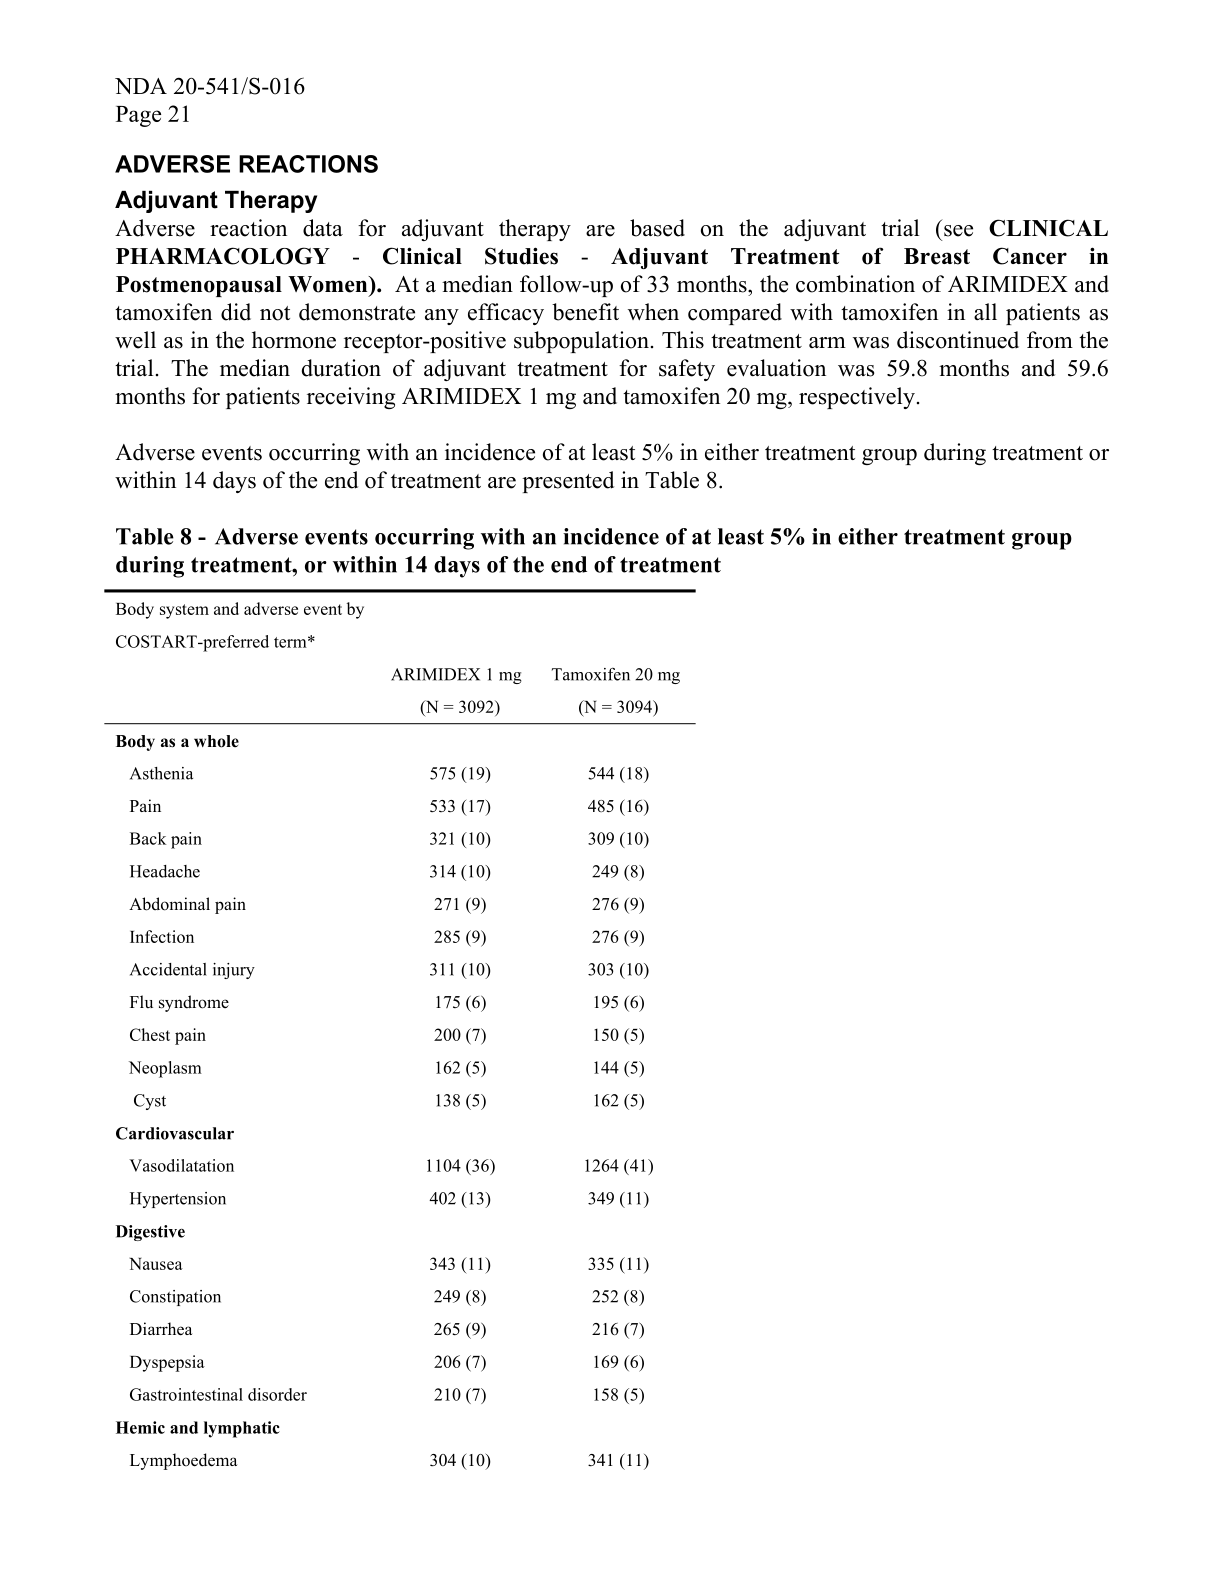 NDA 20-541/S-016
Page 21
ADVERSE REACTIONS
Adjuvant Therapy
Adverse reaction data for adjuvant therapy are based on the adjuvant trial (see CLINICAL
PHARMACOLOGY - Clinical Studies - Adjuvant Treatment of Breast Cancer in
Postmenopausal Women). At a median follow-up of 33 months, the combination of ARIMIDEX and
tamoxifen did not demonstrate any efficacy benefit when compared with tamoxifen in all patients as
well as in the hormone receptor-positive subpopulation. This treatment arm was discontinued from the
trial. The median duration of adjuvant treatment for safety evaluation was 59.8 months and 59.6
months for patients receiving ARIMIDEX 1 mg and tamoxifen 20 mg, respectively.
Adverse events occurring with an incidence of at least 5% in either treatment group during treatment or
within 14 days of the end of treatment are presented in Table 8.
Table 8 - Adverse events occurring with an incidence of at least 5% in either treatment group
during treatment, or within 14 days of the end of treatment
Body system and adverse event by
COSTART-preferred term*
ARIMIDEX 1 mg Tamoxifen 20 mg
(N = 3092) (N = 3094)
Body as a whole
Asthenia 575 (19) 544 (18)
Pain 533 (17) 485 (16)
Back pain 321 (10) 309 (10)
Headache 314 (10) 249 (8)
Abdominal pain 271 (9) 276 (9)
Infection 285 (9) 276 (9)
Accidental injury 311 (10) 303 (10)
Flu syndrome 175 (6) 195 (6)
Chest pain 200 (7) 150 (5)
Neoplasm 162 (5) 144 (5)
Cyst 138 (5) 162 (5)
Cardiovascular
Vasodilatation 1104 (36) 1264 (41)
Hypertension 402 (13) 349 (11)
Digestive
Nausea 343 (11) 335 (11)
Constipation 249 (8) 252 (8)
Diarrhea 265 (9) 216 (7)
Dyspepsia 206 (7) 169 (6)
Gastrointestinal disorder 210 (7) 158 (5)
Hemic and lymphatic
Lymphoedema 304 (10) 341 (11)